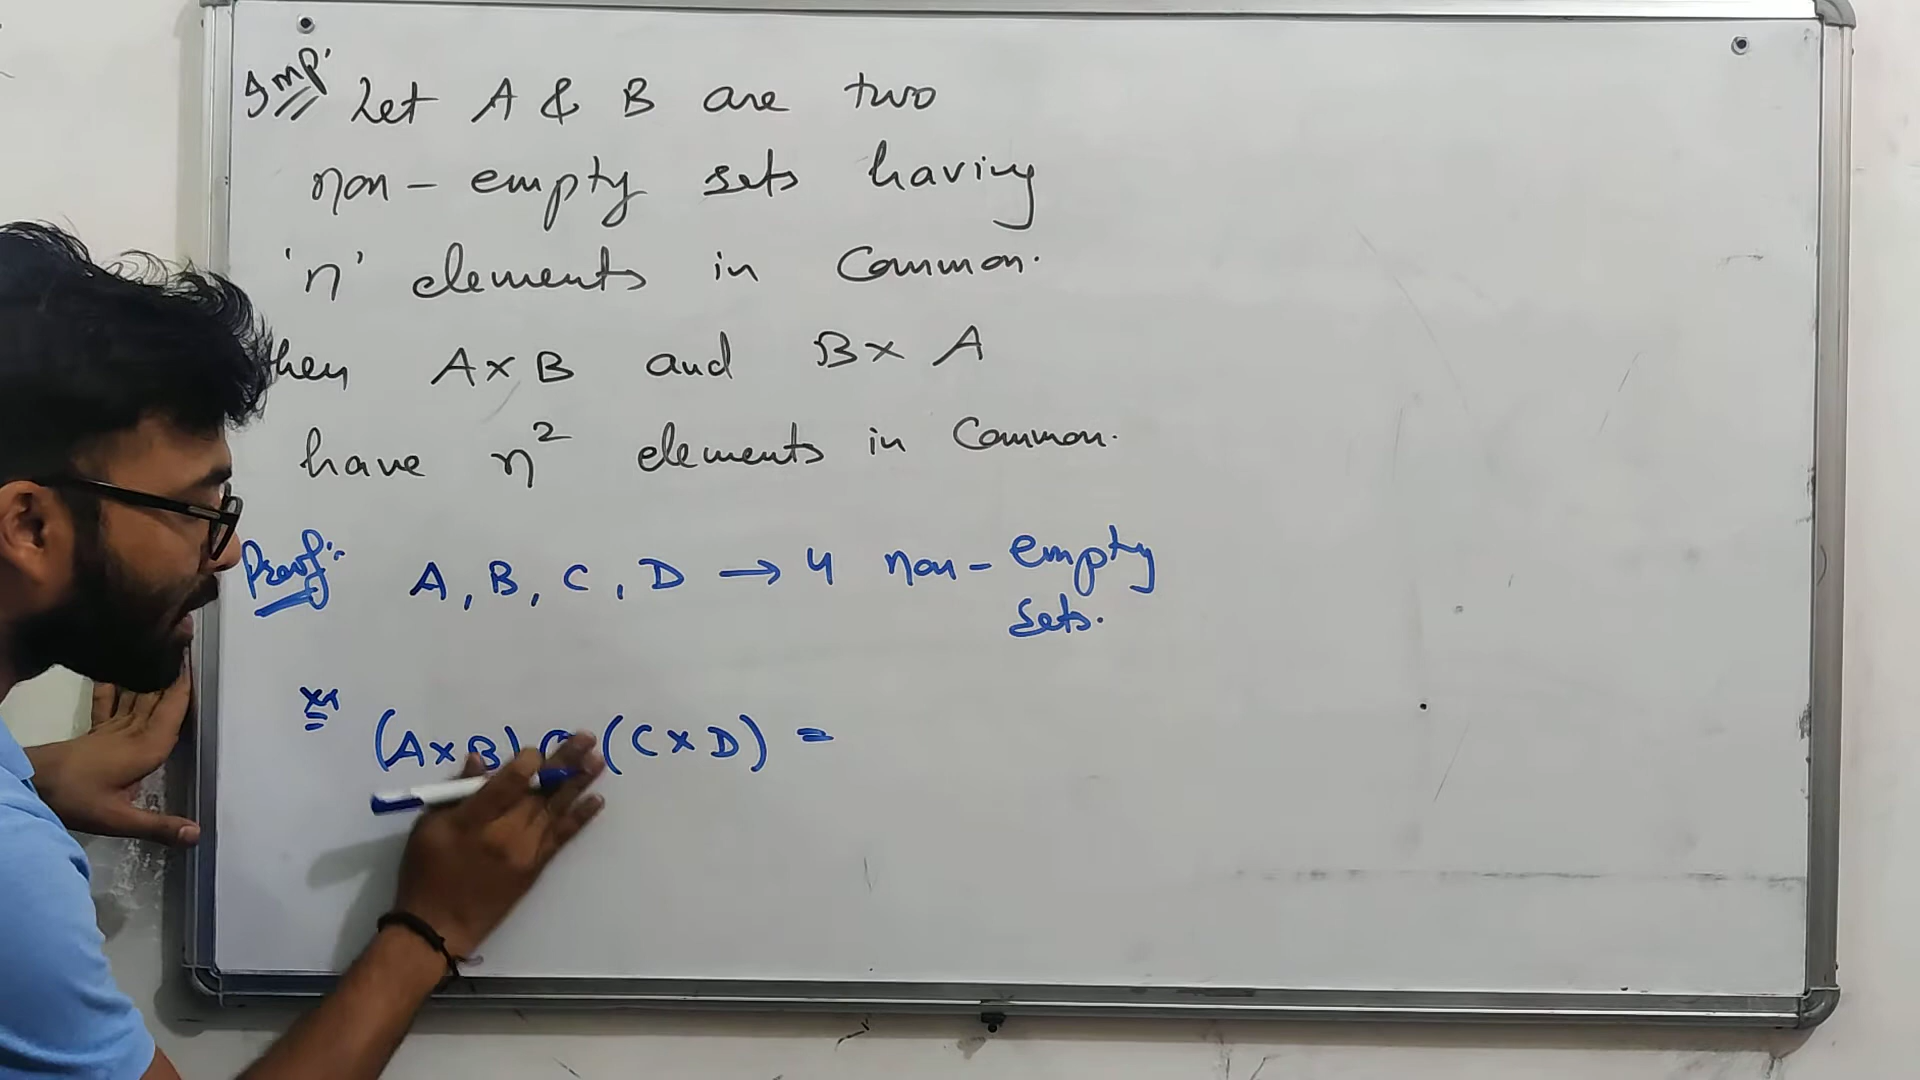 Imp: Let A & B are two
non-empty sets having
'n' elements in Common.
then A×B and B×A
have n² elements in Common.
Proof:- A, B, C, D → 4 non-empty
sets.
(A×B) ∩ (C×D) =